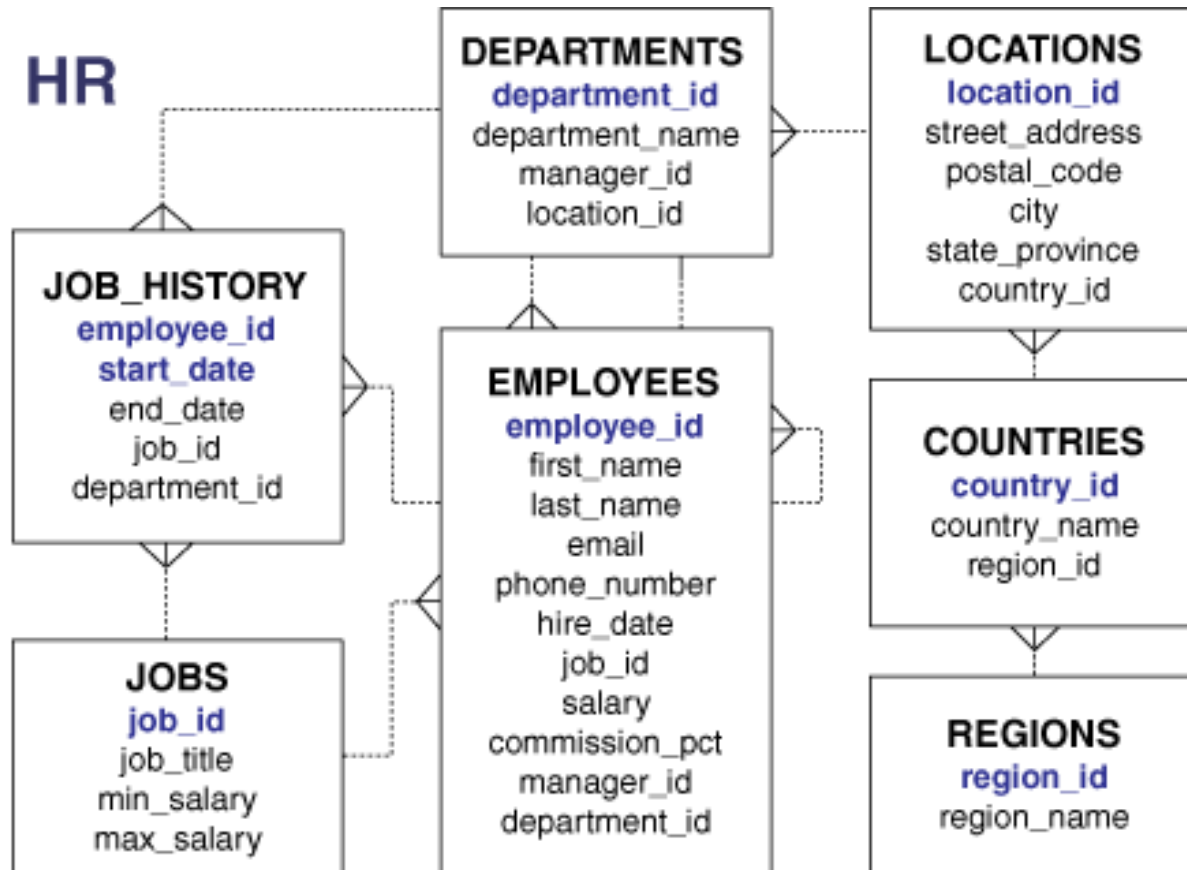 HR
DEPARTMENTS
department_id
department_name
manager_id
location_id
LOCATIONS
location_id
street_address
postal_code
city
state_province
country_id
JOB_HISTORY
employee_id
start_date
end_date
job_id
department_id
EMPLOYEES
employee_id
first_name
last_name
email
phone_number
hire_date
job_id
salary
commission_pct
manager_id
department_id
COUNTRIES
country_id
country_name
region_id
JOBS
job_id
job_title
min_salary
max_salary
REGIONS
region_id
region_name